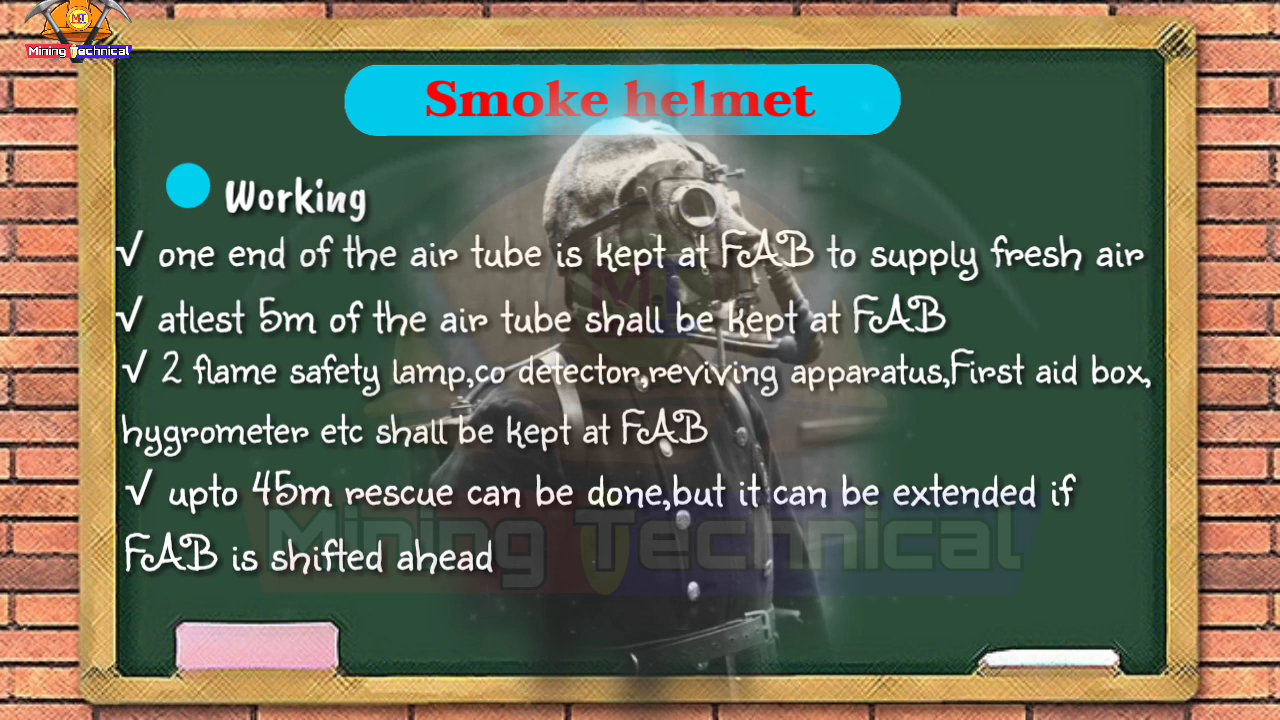 M.T
Mining Technical
Smoke helmet
Working
√ one end of the air tube is kept at FAB to supply fresh air
√ atlest 5m of the air tube shall be kept at FAB
√ 2 flame safety lamp,co detector,reviving apparatus,First aid box,
hygrometer etc shall be kept at FAB
√ upto 45m rescue can be done,but it can be extended if
FAB is shifted ahead
M.T
Mining Technical